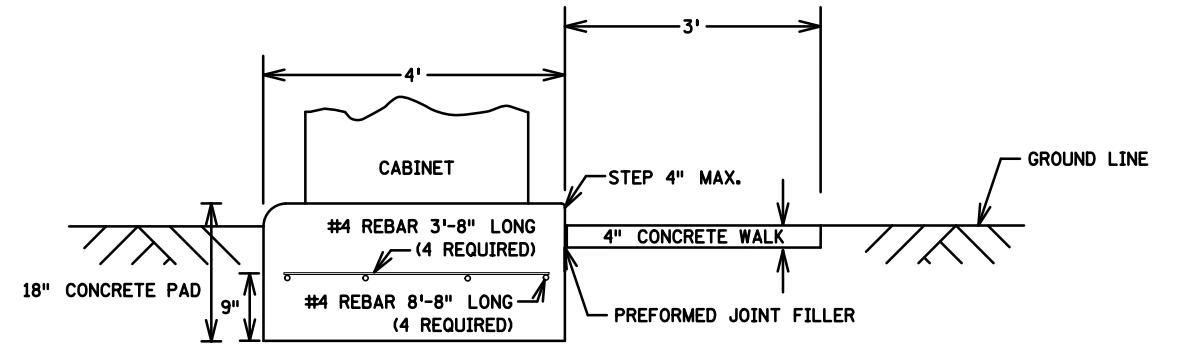 3'
4'
CABINET
GROUND LINE
STEP 4" MAX.
#4 REBAR 3'-8" LONG
(4 REQUIRED)
4" CONCRETE WALK
18" CONCRETE PAD
9"
#4 REBAR 8'-8" LONG
(4 REQUIRED)
PREFORMED JOINT FILLER